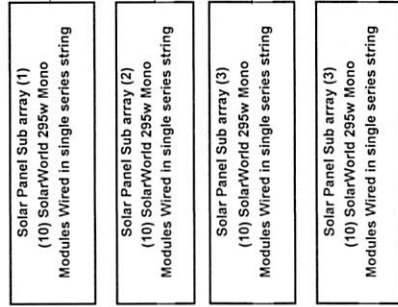 Solar Panel Sub array (1)
(10) SolarWorld 295w Mono
Modules Wired in single series string
Solar Panel Sub array (2)
(10) SolarWorld 295w Mono
Modules Wired in single series string
Solar Panel Sub array (3)
(10) SolarWorld 295w Mono
Modules Wired in single series string
Solar Panel Sub array (3)
(10) SolarWorld 295w Mono
Modules Wired in single series string